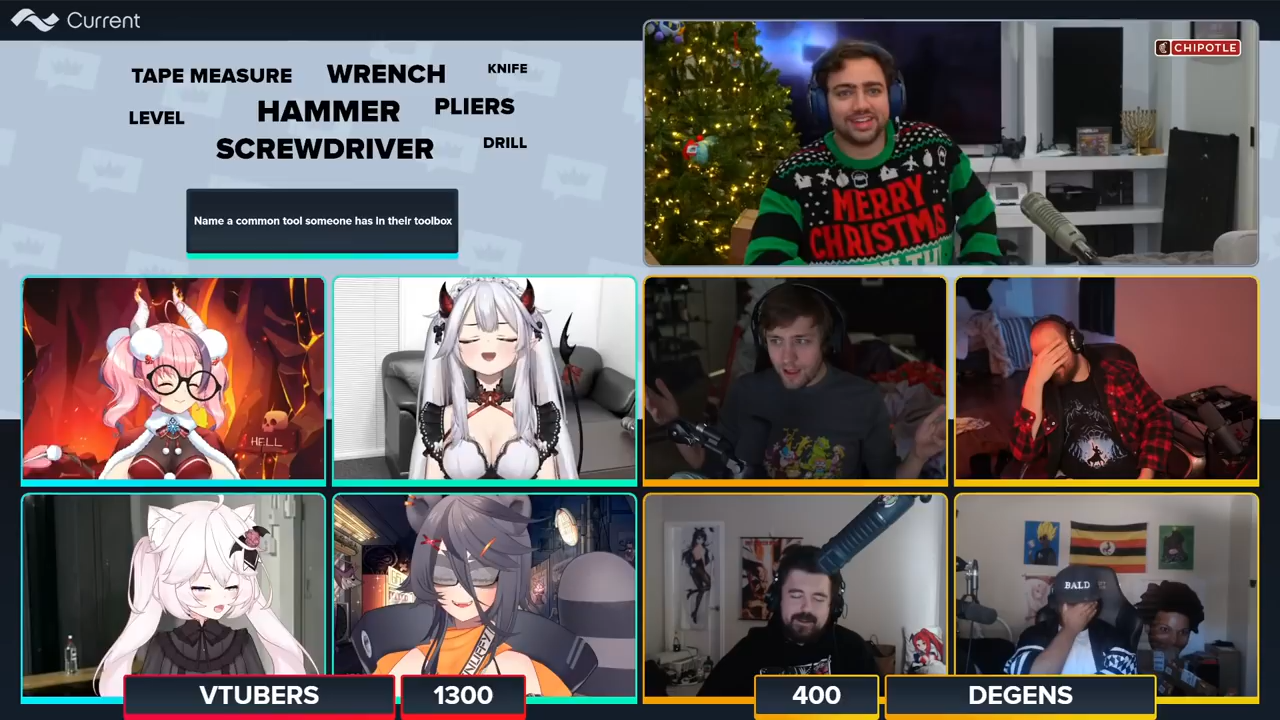 Current
CHIPOTLE
TAPE MEASURE WRENCH KNIFE
LEVEL HAMMER PLIERS
SCREWDRIVER DRILL
Name a common tool someone has in their toolbox
MERRY
CHRISTMAS
HELL
NUFFY
BALD
VTUBERS 1300 400 DEGENS